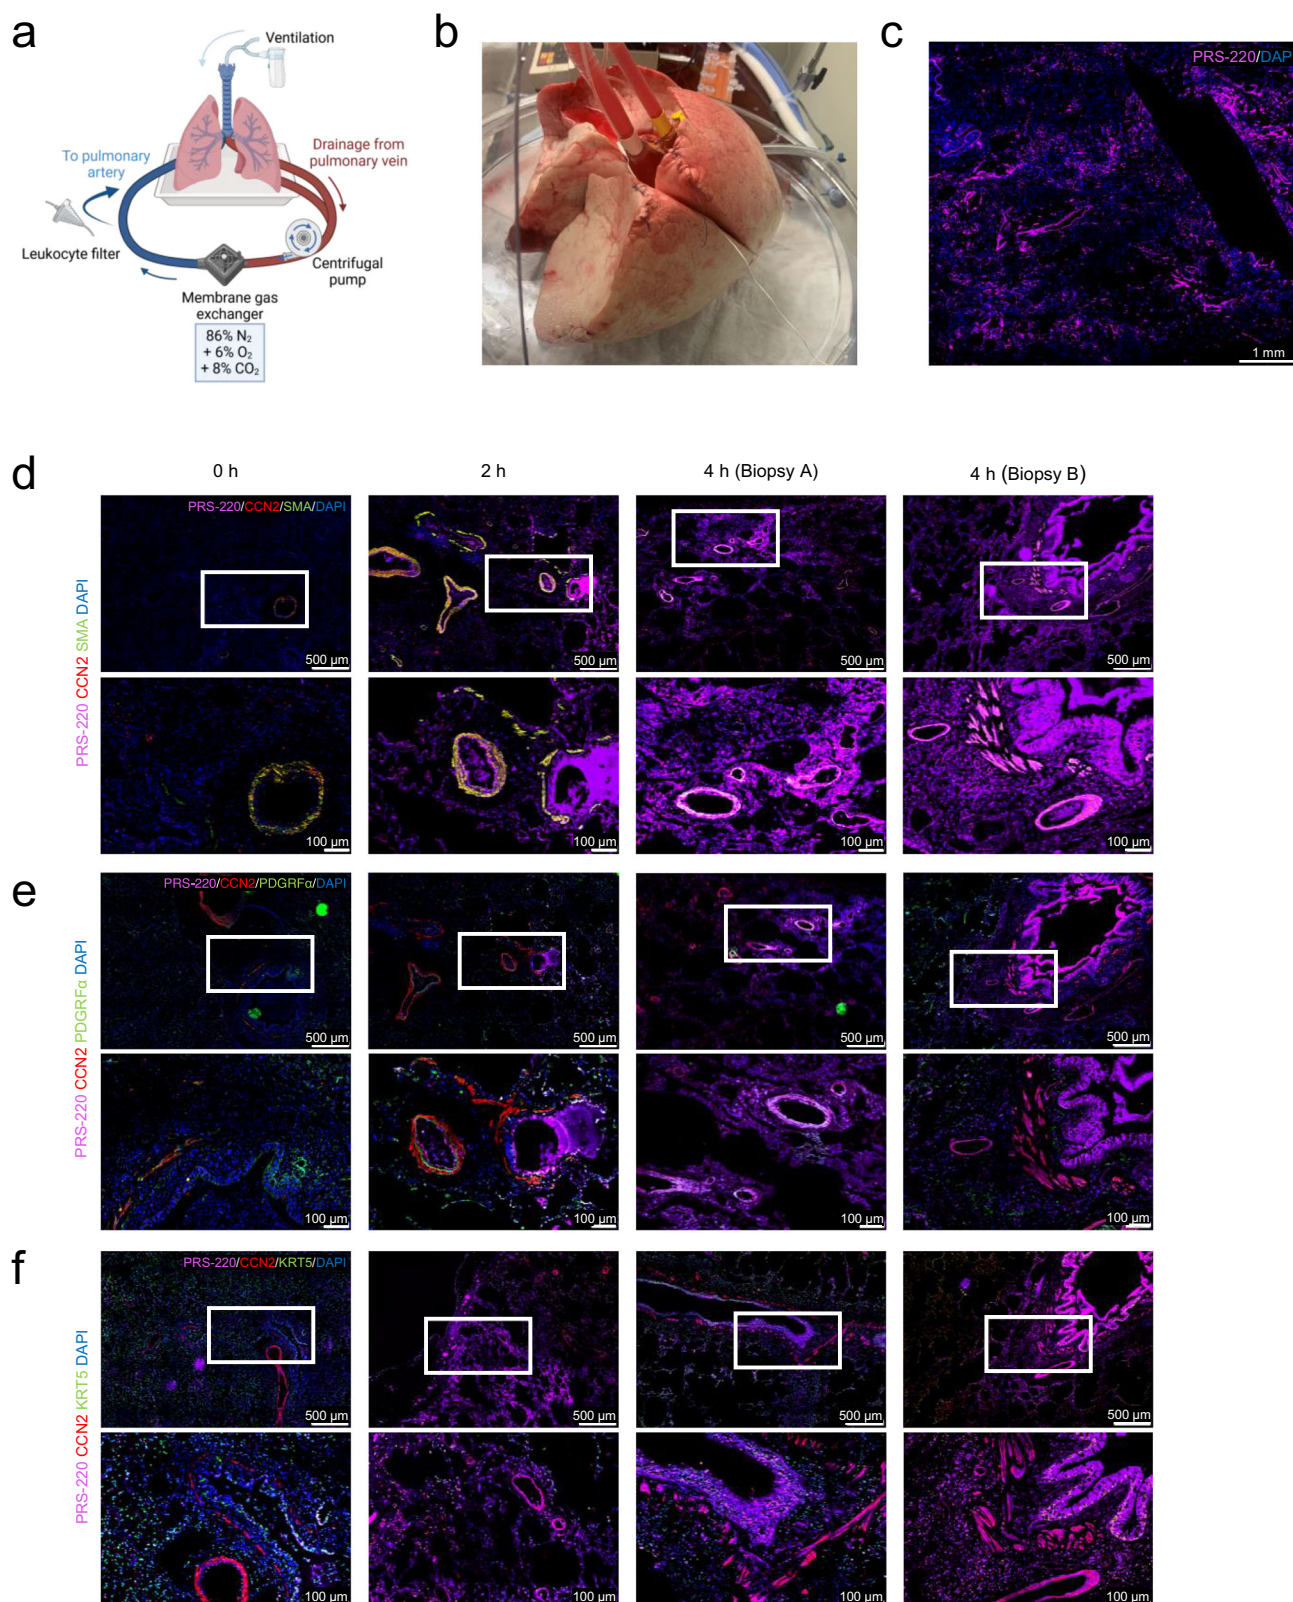 a
Ventilation
To pulmonary
artery
Drainage from
pulmonary vein
Leukocyte filter
Centrifugal
pump
Membrane gas
exchanger
86% N₂
+ 6% O₂
+ 8% CO₂
b
c
PRS-220/DAPI
1 mm
d
0 h
2 h
4 h (Biopsy A)
4 h (Biopsy B)
PRS-220 CCN2 SMA DAPI
PRS-220/CCN2/SMA/DAPI
500 µm
500 µm
500 µm
500 µm
100 µm
100 µm
100 µm
100 µm
e
PRS-220 CCN2 PDGRFα DAPI
PRS-220/CCN2/PDGRFα/DAPI
500 µm
500 µm
500 µm
500 µm
100 µm
100 µm
100 µm
100 µm
f
PRS-220 CCN2 KRT5 DAPI
PRS-220/CCN2/KRT5/DAPI
500 µm
500 µm
500 µm
500 µm
100 µm
100 µm
100 µm
100 µm